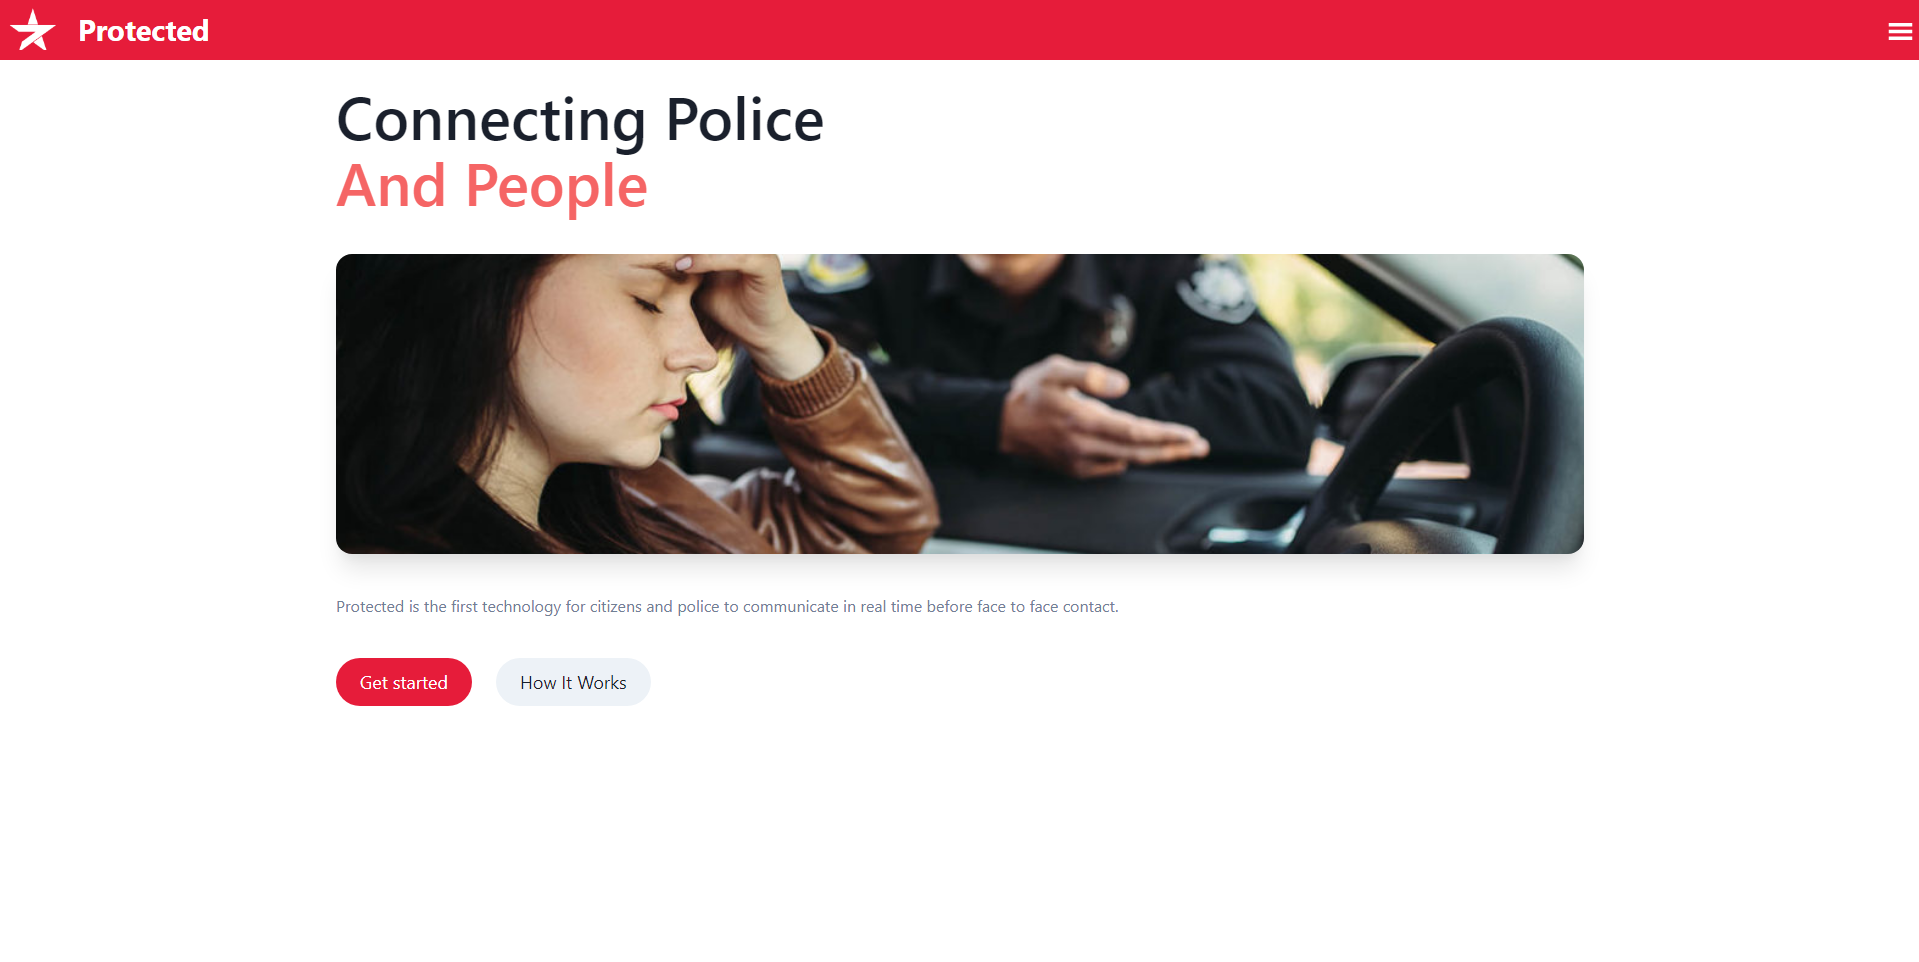 Protected
Connecting Police
And People
Protected is the first technology for citizens and police to communicate in real time before face to face contact.
Get started
How It Works